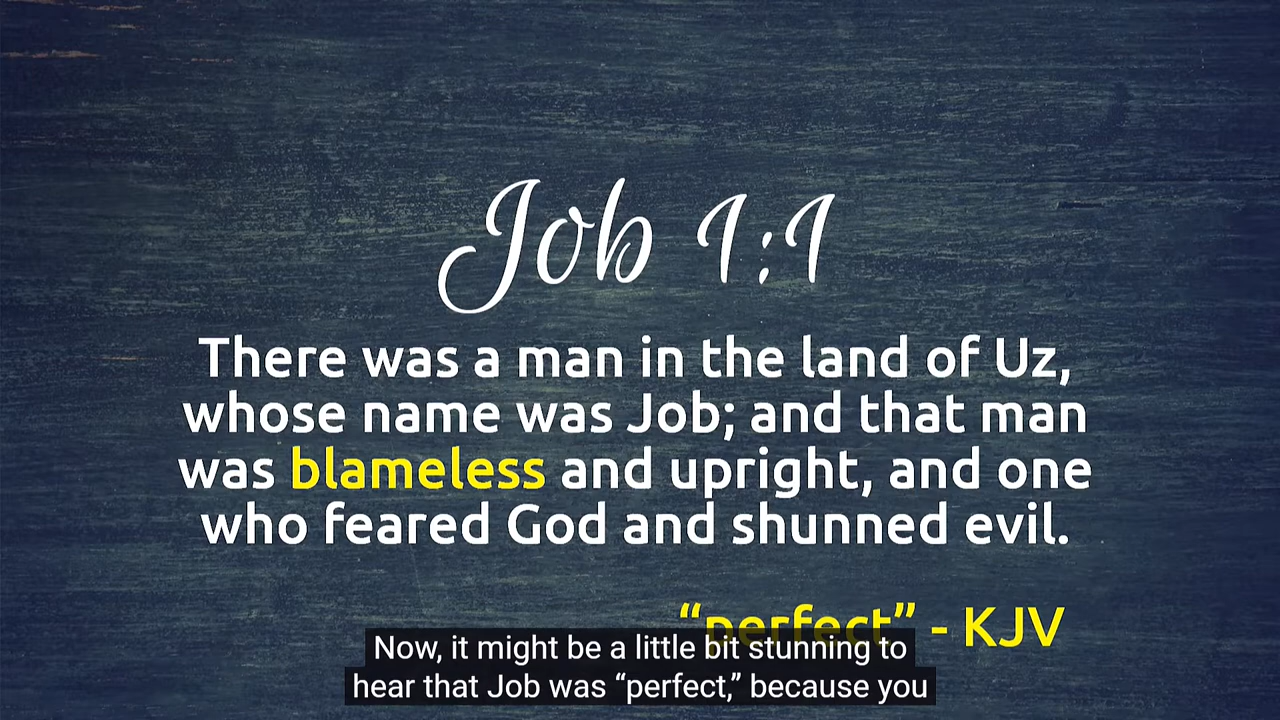 Job 1:1
There was a man in the land of Uz,
whose name was Job; and that man
was blameless and upright, and one
who feared God and shunned evil.
“perfect” - KJV
Now, it might be a little bit stunning to
hear that Job was “perfect,” because you